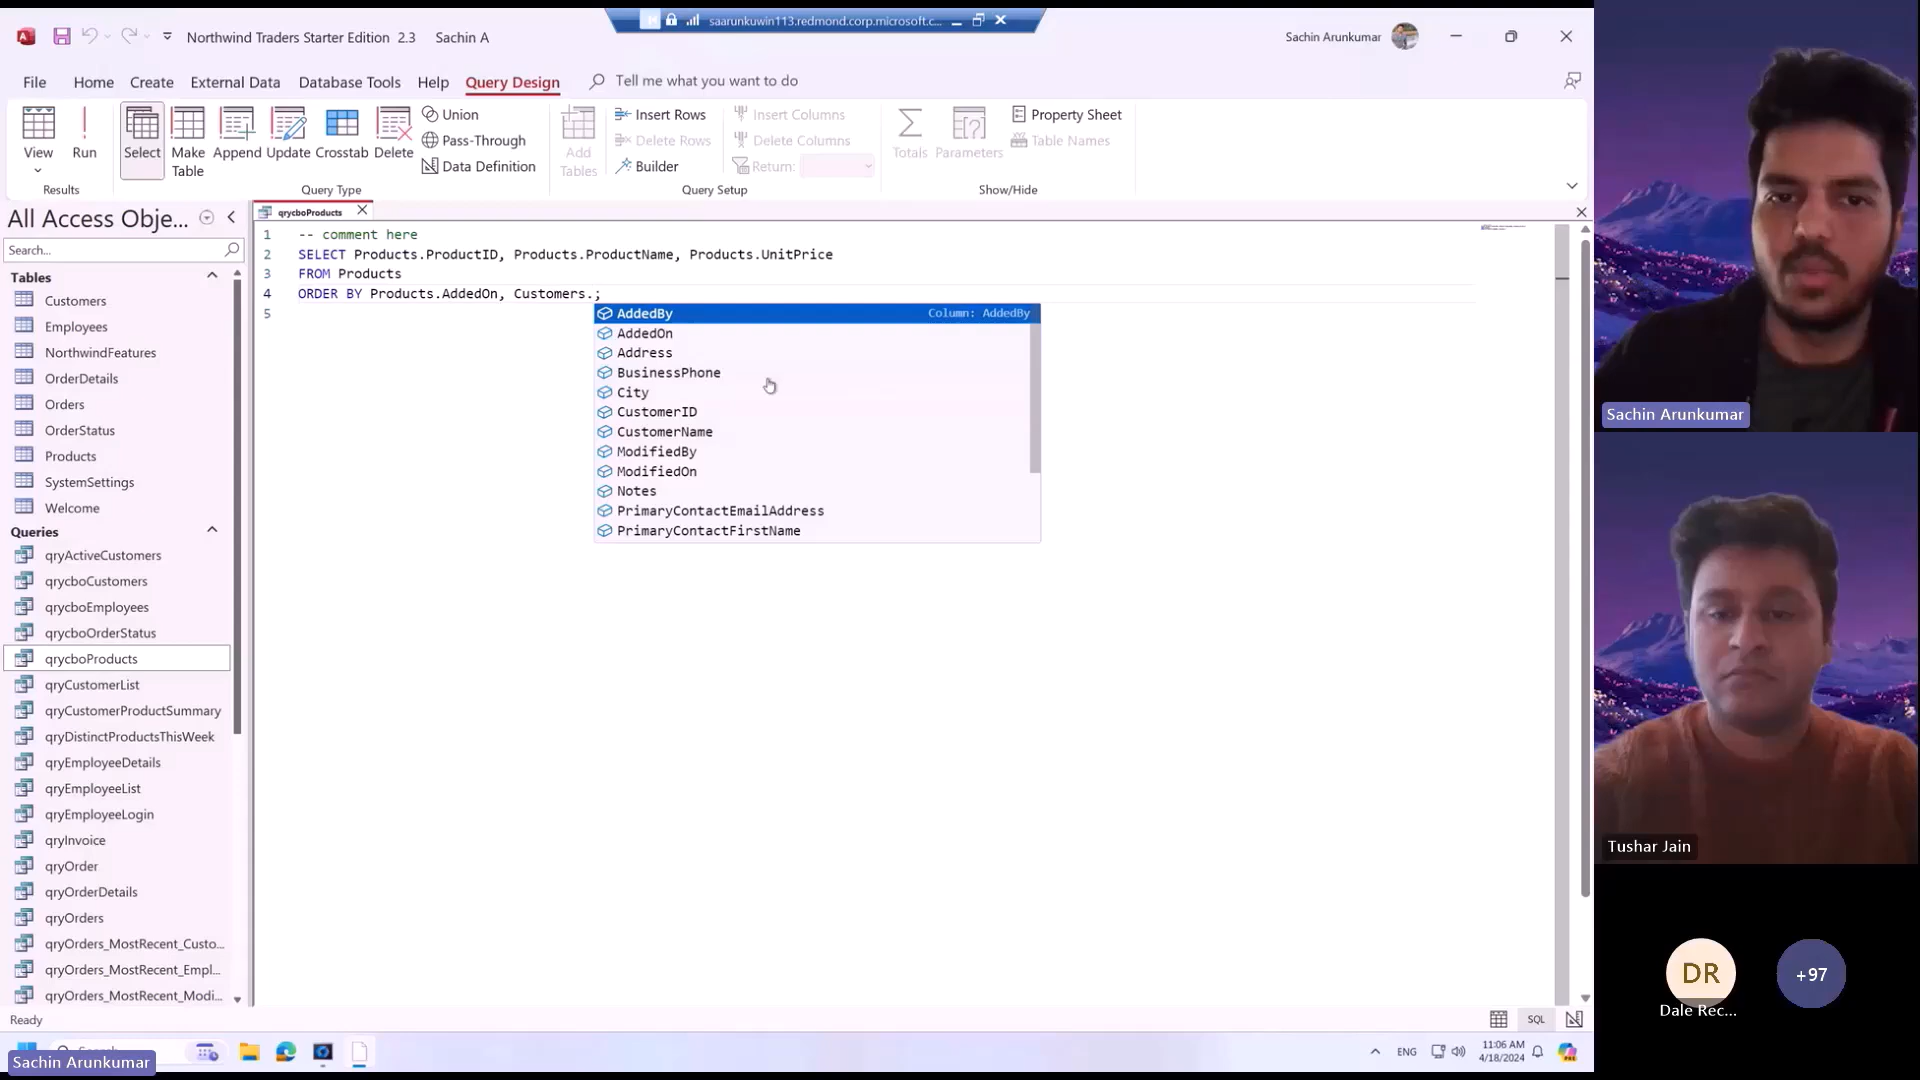 saarunkuwin113.redmond.corp.microsoft.c...
Northwind Traders Starter Edition 2.3 Sachin A
Sachin Arunkumar
File Home Create External Data Database Tools Help Query Design Tell me what you want to do
View
Run
Results
Select
Make Table
Append
Update
Crosstab
Delete
Union
Pass-Through
Data Definition
Query Type
Add Tables
Insert Rows
Delete Rows
Builder
Insert Columns
Delete Columns
Return:
Query Setup
Totals
Parameters
Property Sheet
Table Names
Show/Hide
All Access Obje...
Search...
Tables
Customers
Employees
NorthwindFeatures
OrderDetails
Orders
OrderStatus
Products
SystemSettings
Welcome
Queries
qryActiveCustomers
qrycboCustomers
qrycboEmployees
qrycboOrderStatus
qrycboProducts
qryCustomerList
qryCustomerProductSummary
qryDistinctProductsThisWeek
qryEmployeeDetails
qryEmployeeList
qryEmployeeLogin
qryInvoice
qryOrder
qryOrderDetails
qryOrders
qryOrders_MostRecent_Custo...
qryOrders_MostRecent_Empl...
qryOrders_MostRecent_Modi...
qrycboProducts
1 -- comment here
2 SELECT Products.ProductID, Products.ProductName, Products.UnitPrice
3 FROM Products
4 ORDER BY Products.AddedOn, Customers.;
5
AddedBy Column: AddedBy
AddedOn
Address
BusinessPhone
City
CustomerID
CustomerName
ModifiedBy
ModifiedOn
Notes
PrimaryContactEmailAddress
PrimaryContactFirstName
Ready
SQL
Sachin Arunkumar
ENG
11:06 AM
4/18/2024
Sachin Arunkumar
Tushar Jain
DR
Dale Rec...
+97